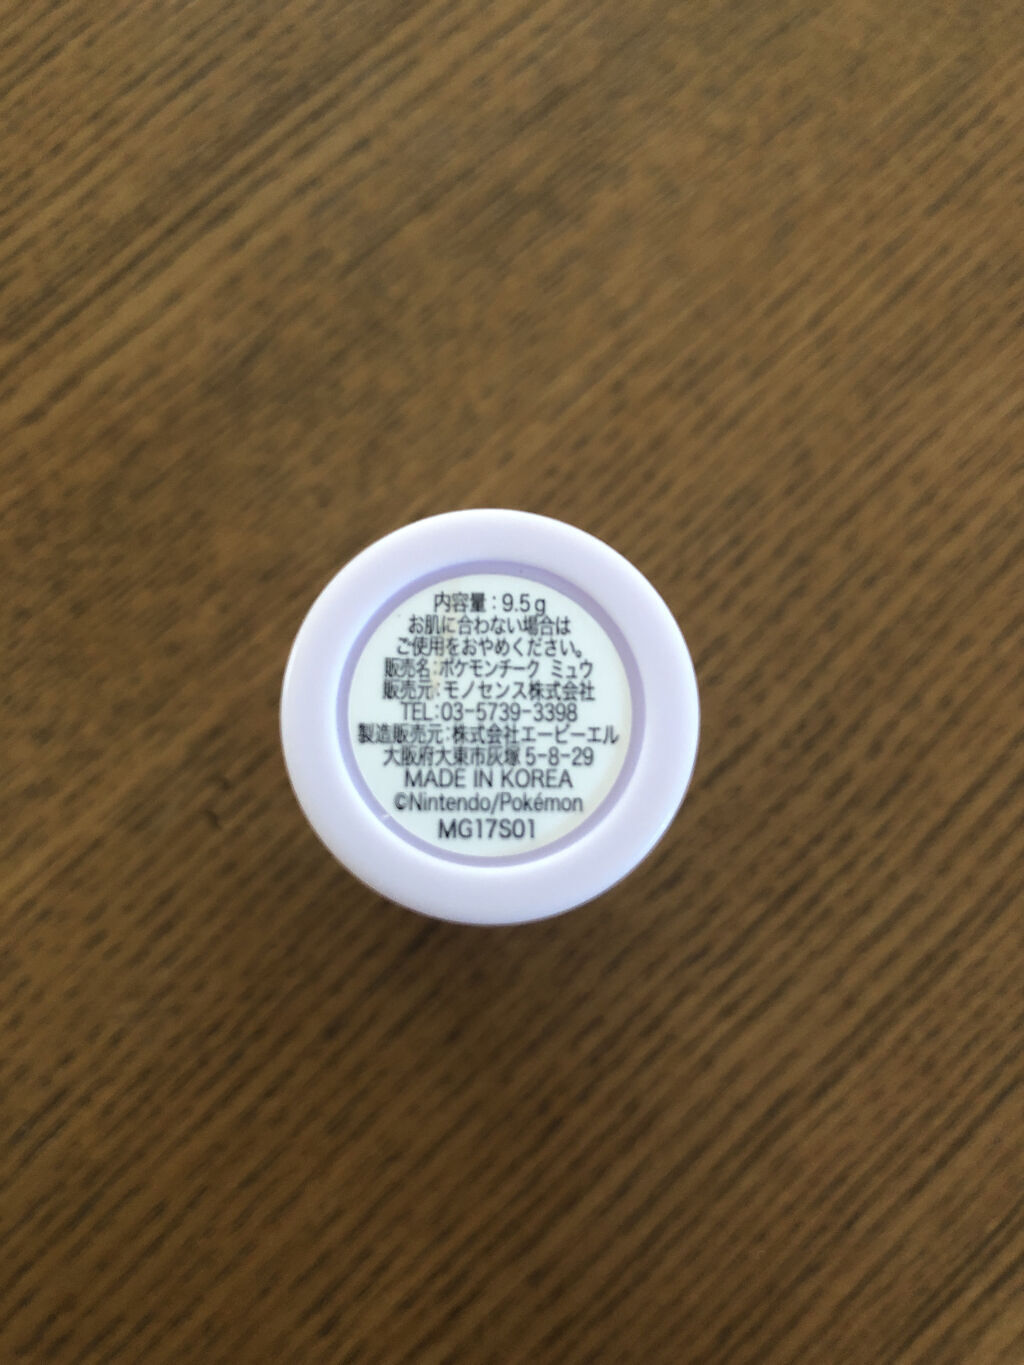 内容量：9.5g
お肌に合わない場合は
ご使用をおやめください。
販売名：ポケモンチーク ミュウ
販売元：モノセンス株式会社
TEL：03-5739-3398
製造販売元：株式会社エービーエル
大阪府大東市灰塚 5-8-29
MADE IN KOREA
©Nintendo/Pokémon
MG17S01